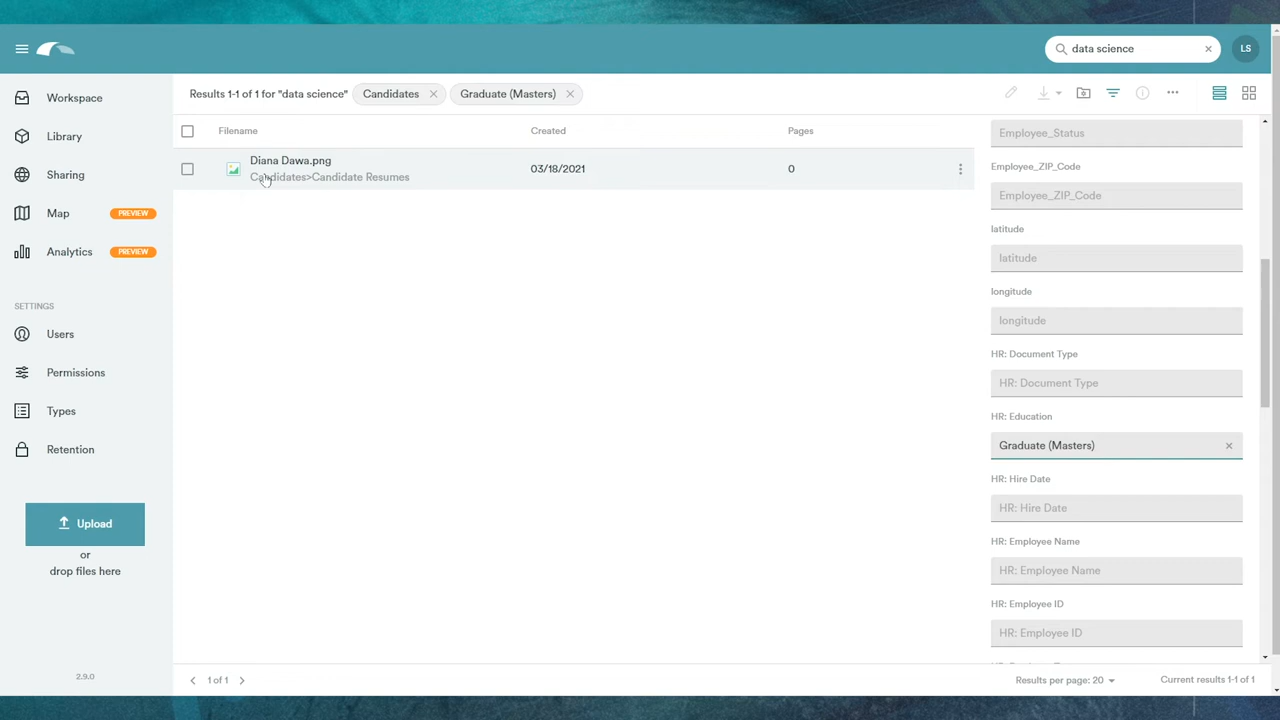 data science
LS
Workspace
Library
Sharing
Map
PREVIEW
Analytics
PREVIEW
SETTINGS
Users
Permissions
Types
Retention
Upload
or
drop files here
2.9.0
Results 1-1 of 1 for "data science"
Candidates
Graduate (Masters)
Filename
Created
Pages
Diana Dawa.png
Candidates>Candidate Resumes
03/18/2021
0
Employee_Status
Employee_ZIP_Code
Employee_ZIP_Code
latitude
latitude
longitude
longitude
HR: Document Type
HR: Document Type
HR: Education
Graduate (Masters)
HR: Hire Date
HR: Hire Date
HR: Employee Name
HR: Employee Name
HR: Employee ID
HR: Employee ID
1 of 1
Results per page: 20
Current results 1-1 of 1